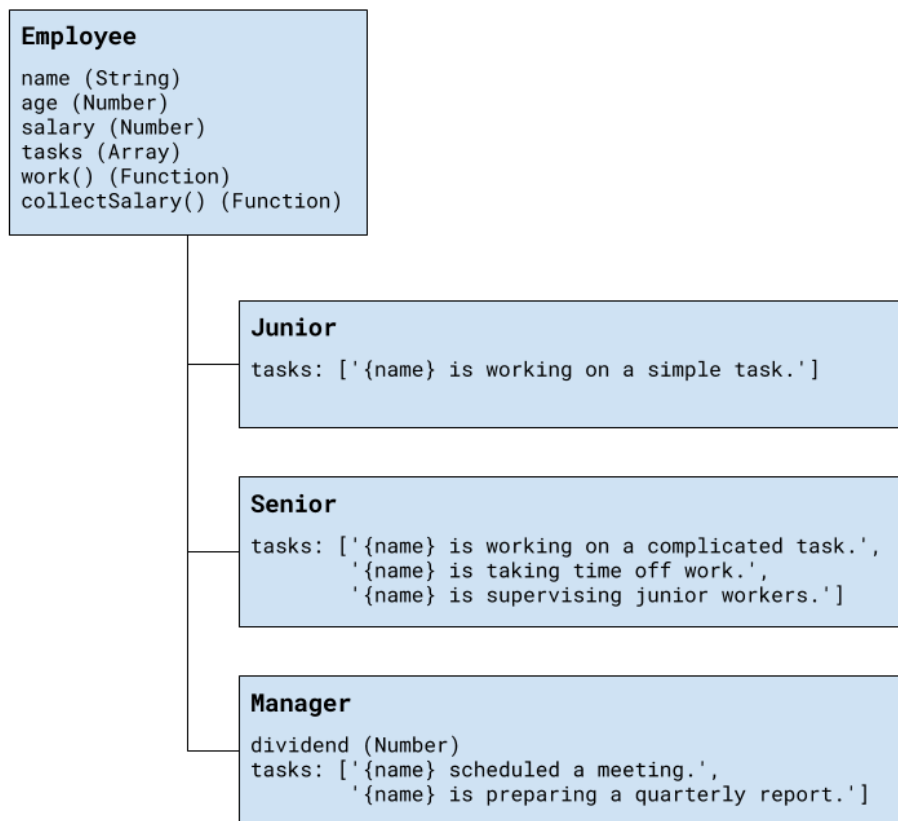 Employee
name (String)
age (Number)
salary (Number)
tasks (Array)
work() (Function)
collectSalary() (Function)
Junior
tasks: ['{name} is working on a simple task.']
Senior
tasks: ['{name} is working on a complicated task.',
'{name} is taking time off work.',
'{name} is supervising junior workers.']
Manager
dividend (Number)
tasks: ['{name} scheduled a meeting.',
'{name} is preparing a quarterly report.']